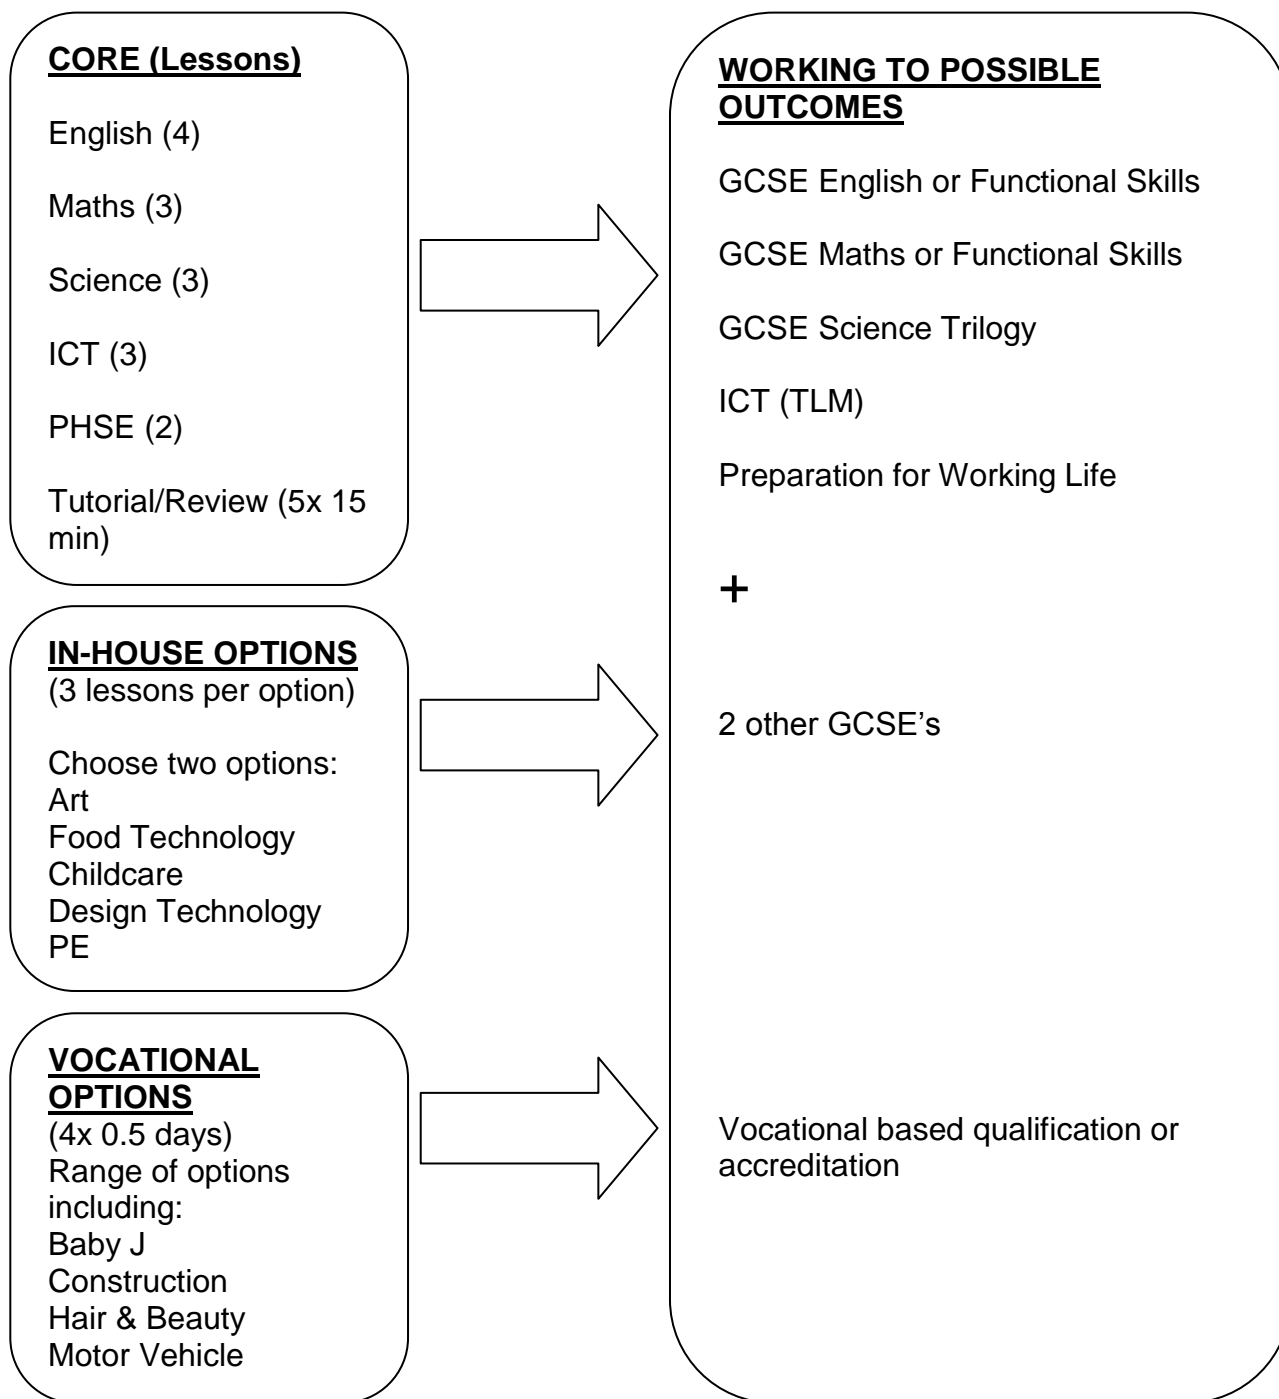 CORE (Lessons)
English (4)
Maths (3)
Science (3)
ICT (3)
PHSE (2)
Tutorial/Review (5x 15
min)
IN-HOUSE OPTIONS
(3 lessons per option)
Choose two options:
Art
Food Technology
Childcare
Design Technology
PE
VOCATIONAL
OPTIONS
(4x 0.5 days)
Range of options
including:
Baby J
Construction
Hair & Beauty
Motor Vehicle
WORKING TO POSSIBLE
OUTCOMES
GCSE English or Functional Skills
GCSE Maths or Functional Skills
GCSE Science Trilogy
ICT (TLM)
Preparation for Working Life
+
2 other GCSE’s
Vocational based qualification or
accreditation